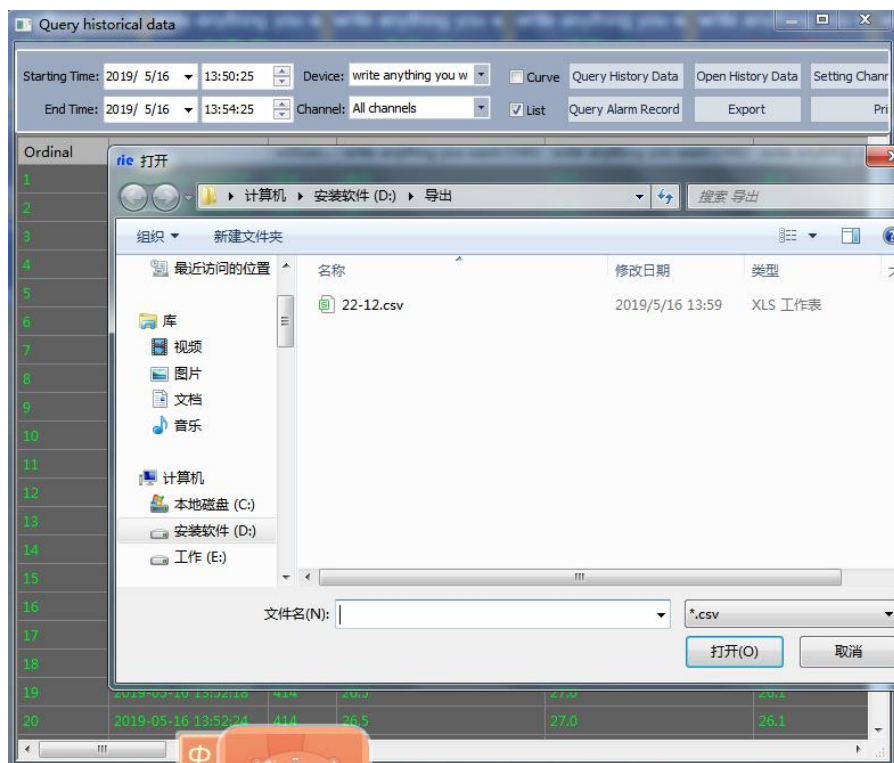 Query historical data
Starting Time: 2019/ 5/16 13:50:25 Device: write anything you w Curve Query History Data Open History Data Setting Chann
End Time: 2019/ 5/16 13:54:25 Channel: All channels List Query Alarm Record Export Pri
Ordinal
rie 打开
1
计算机 安装软件 (D:) 导出 搜索 导出
2
组织 新建文件夹
3
最近访问的位置 名称 修改日期 类型
4
22-12.csv 2019/5/16 13:59 XLS 工作表
5
库
6
视频
7
图片
8
文档
9
音乐
10
11
计算机
12
本地磁盘 (C:)
13
安装软件 (D:)
14
工作 (E:)
15
16
文件名(N): *.csv
17
打开(O) 取消
18
19 2019-05-16 13:52:18 414 26.5 27.0 26.1
20 2019-05-16 13:52:24 414 26.5 27.0 26.1
中